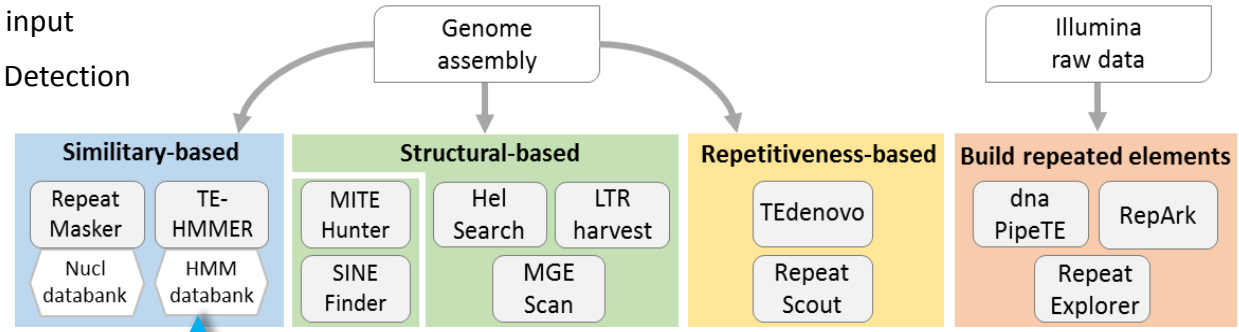 input
Detection
Genome
assembly
Illumina
raw data
Similitary-based
Repeat
Masker
TE-
HMMER
Nucl
databank
HMM
databank
Structural-based
MITE
Hunter
SINE
Finder
Hel
Search
LTR
harvest
MGE
Scan
Repetitiveness-based
TEdenovo
Repeat
Scout
Build repeated elements
dna
PipeTE
RepArk
Repeat
Explorer